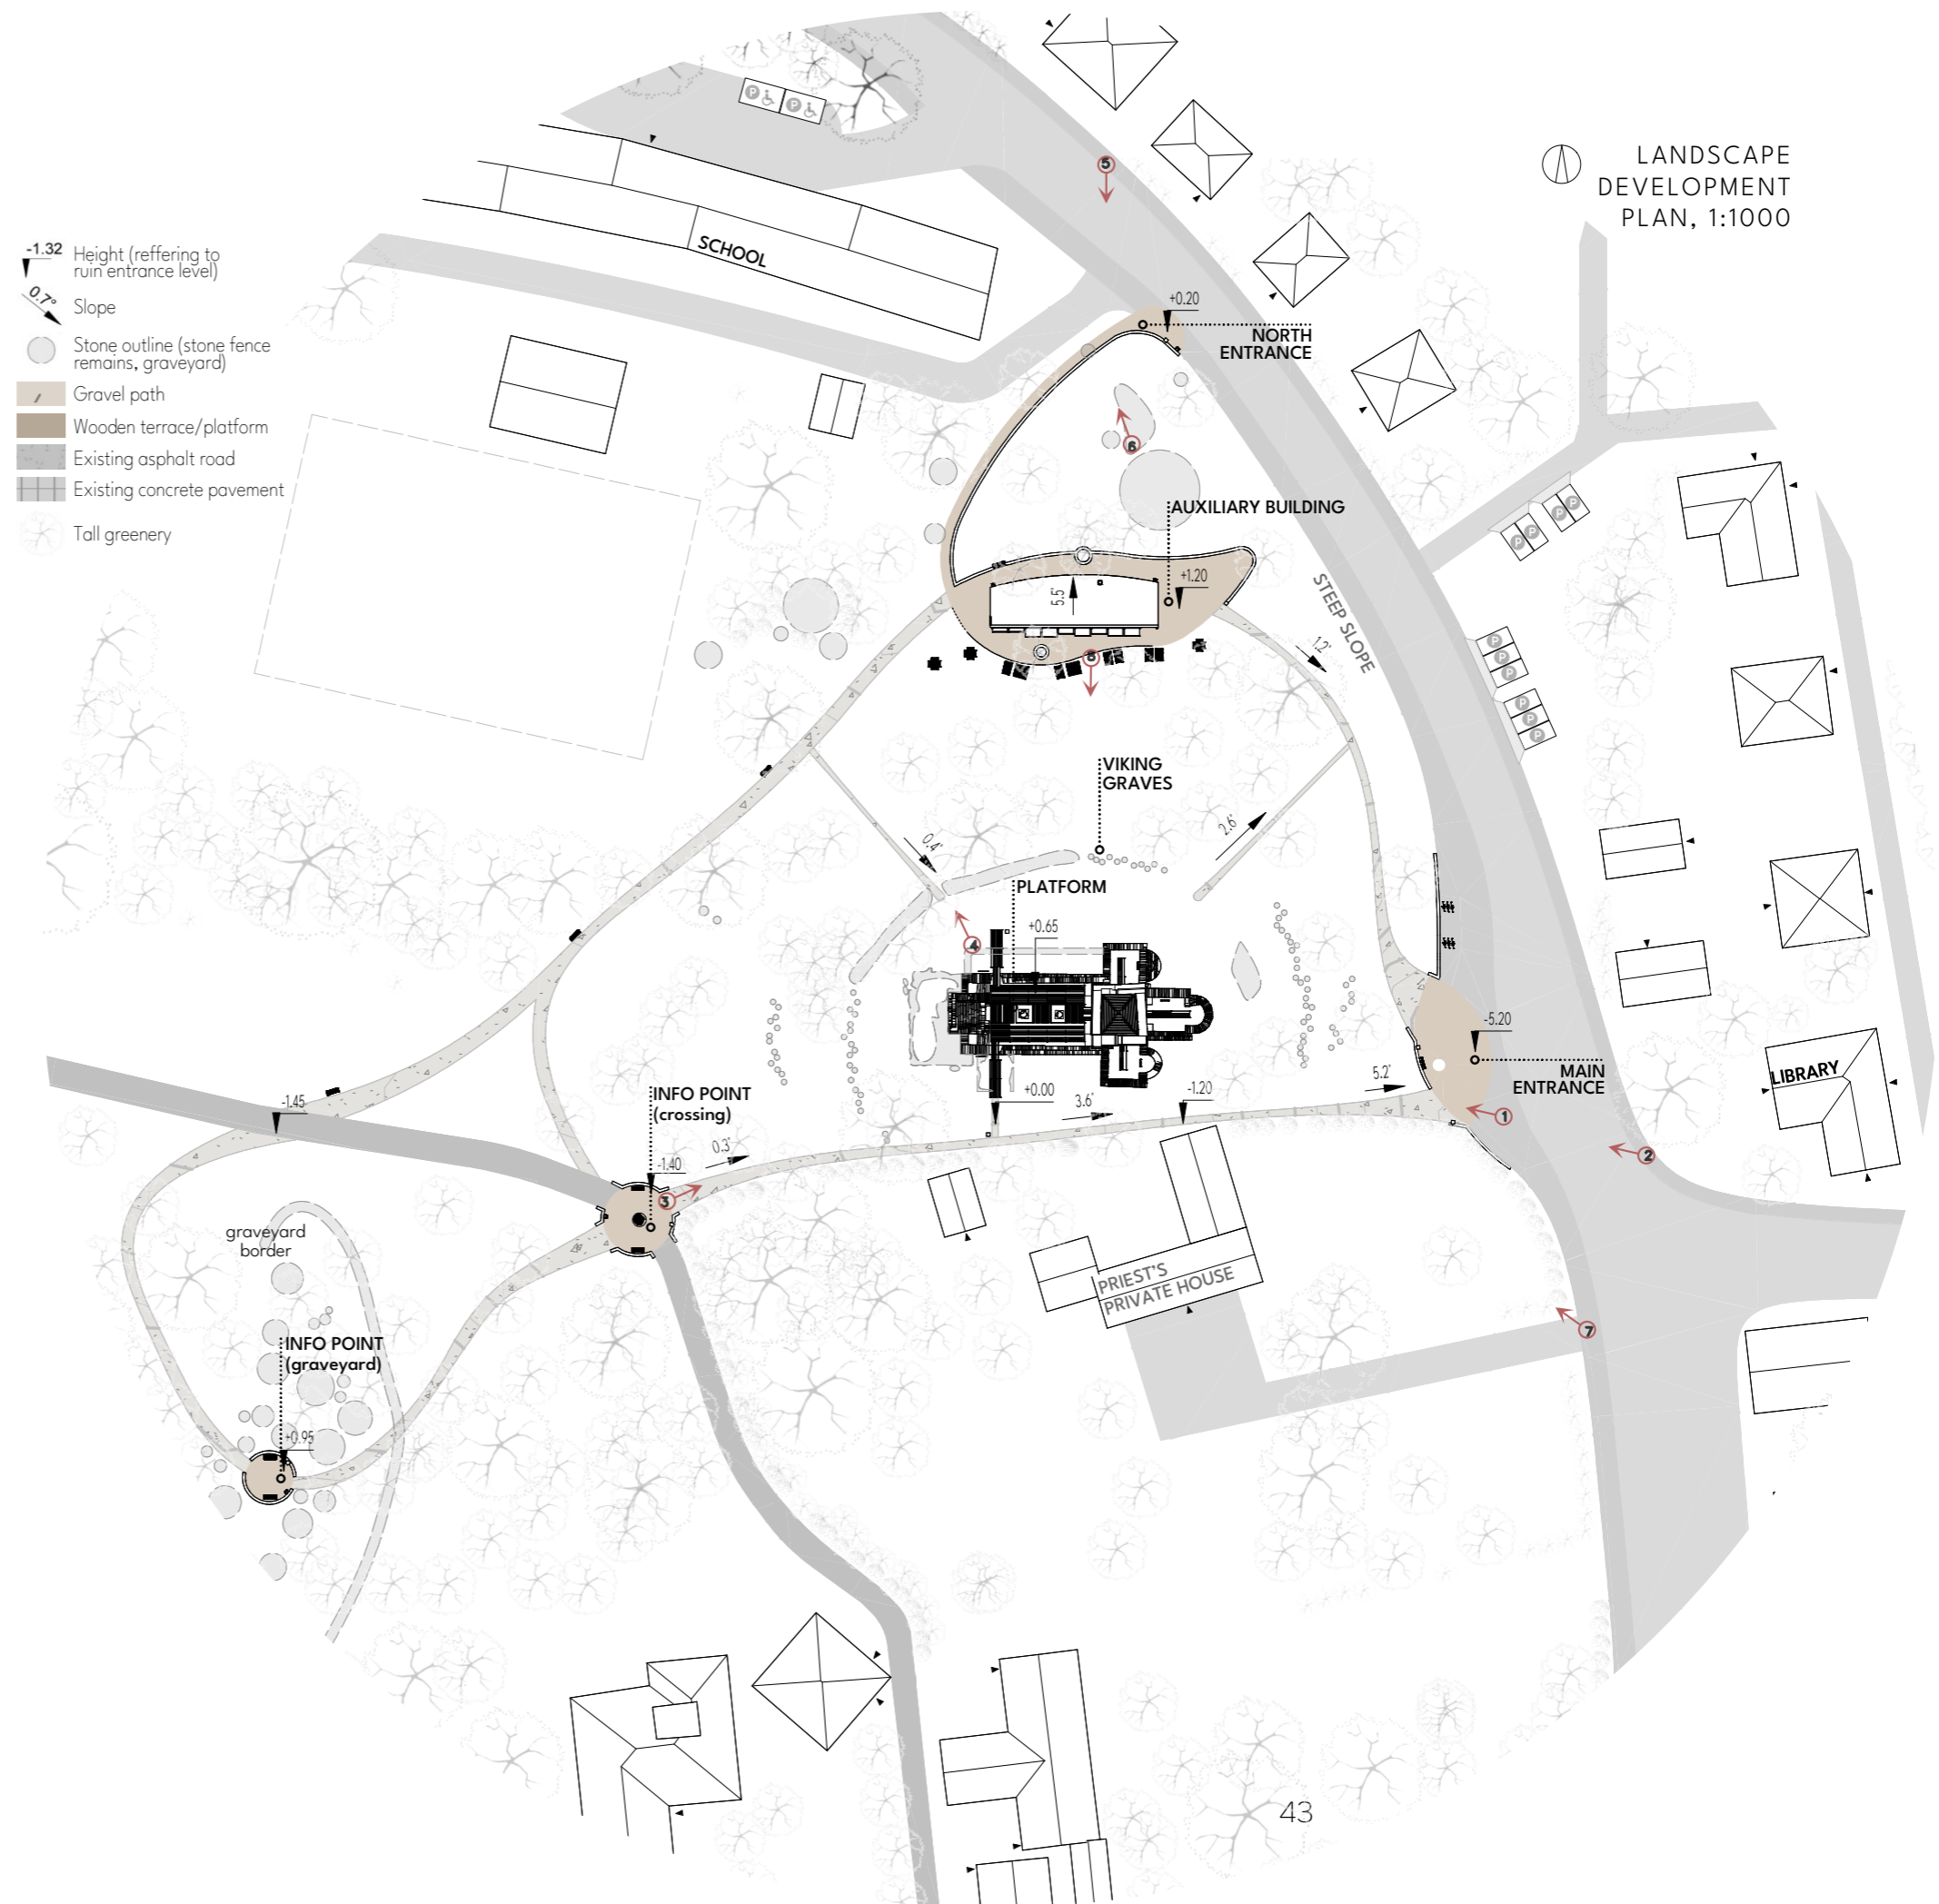 LANDSCAPE
DEVELOPMENT
PLAN, 1:1000
-1.32
Height (reffering to
ruin entrance level)
0.7°
Slope
Stone outline (stone fence
remains, graveyard)
Gravel path
Wooden terrace/platform
Existing asphalt road
Existing concrete pavement
Tall greenery
P
P
SCHOOL
5
+0.20
NORTH
ENTRANCE
6
AUXILIARY BUILDING
+1.20
5.5°
8
1.2°
STEEP SLOPE
P P
P P
P
P
P
P
P
P
VIKING
GRAVES
0.4°
2.6°
PLATFORM
+0.65
4
-5.20
MAIN
ENTRANCE
LIBRARY
5.2°
-1.20
3.6°
+0.00
1
2
INFO POINT
(crossing)
-1.45
0.3°
-1.40
3
graveyard
border
PRIEST'S
PRIVATE HOUSE
7
INFO POINT
(graveyard)
+0.95
43